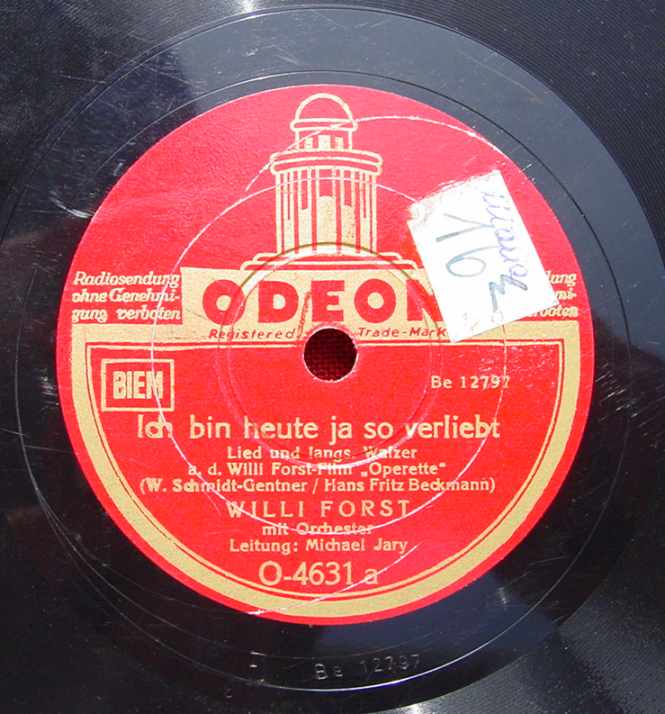 Radiosendung
ohne Genehmi-
gung verboten
ODEON
Registered Trade-Mark
BIEM
Be 12797
Ich bin heute ja so verliebt
Lied und langs. Walzer
a. d. Willi Forst-Film „Operette“
(W. Schmidt-Gentner / Hans Fritz Beckmann)
WILLI FORST
mit Orchester
Leitung: Michael Jary
O-4631 a
Be 12797